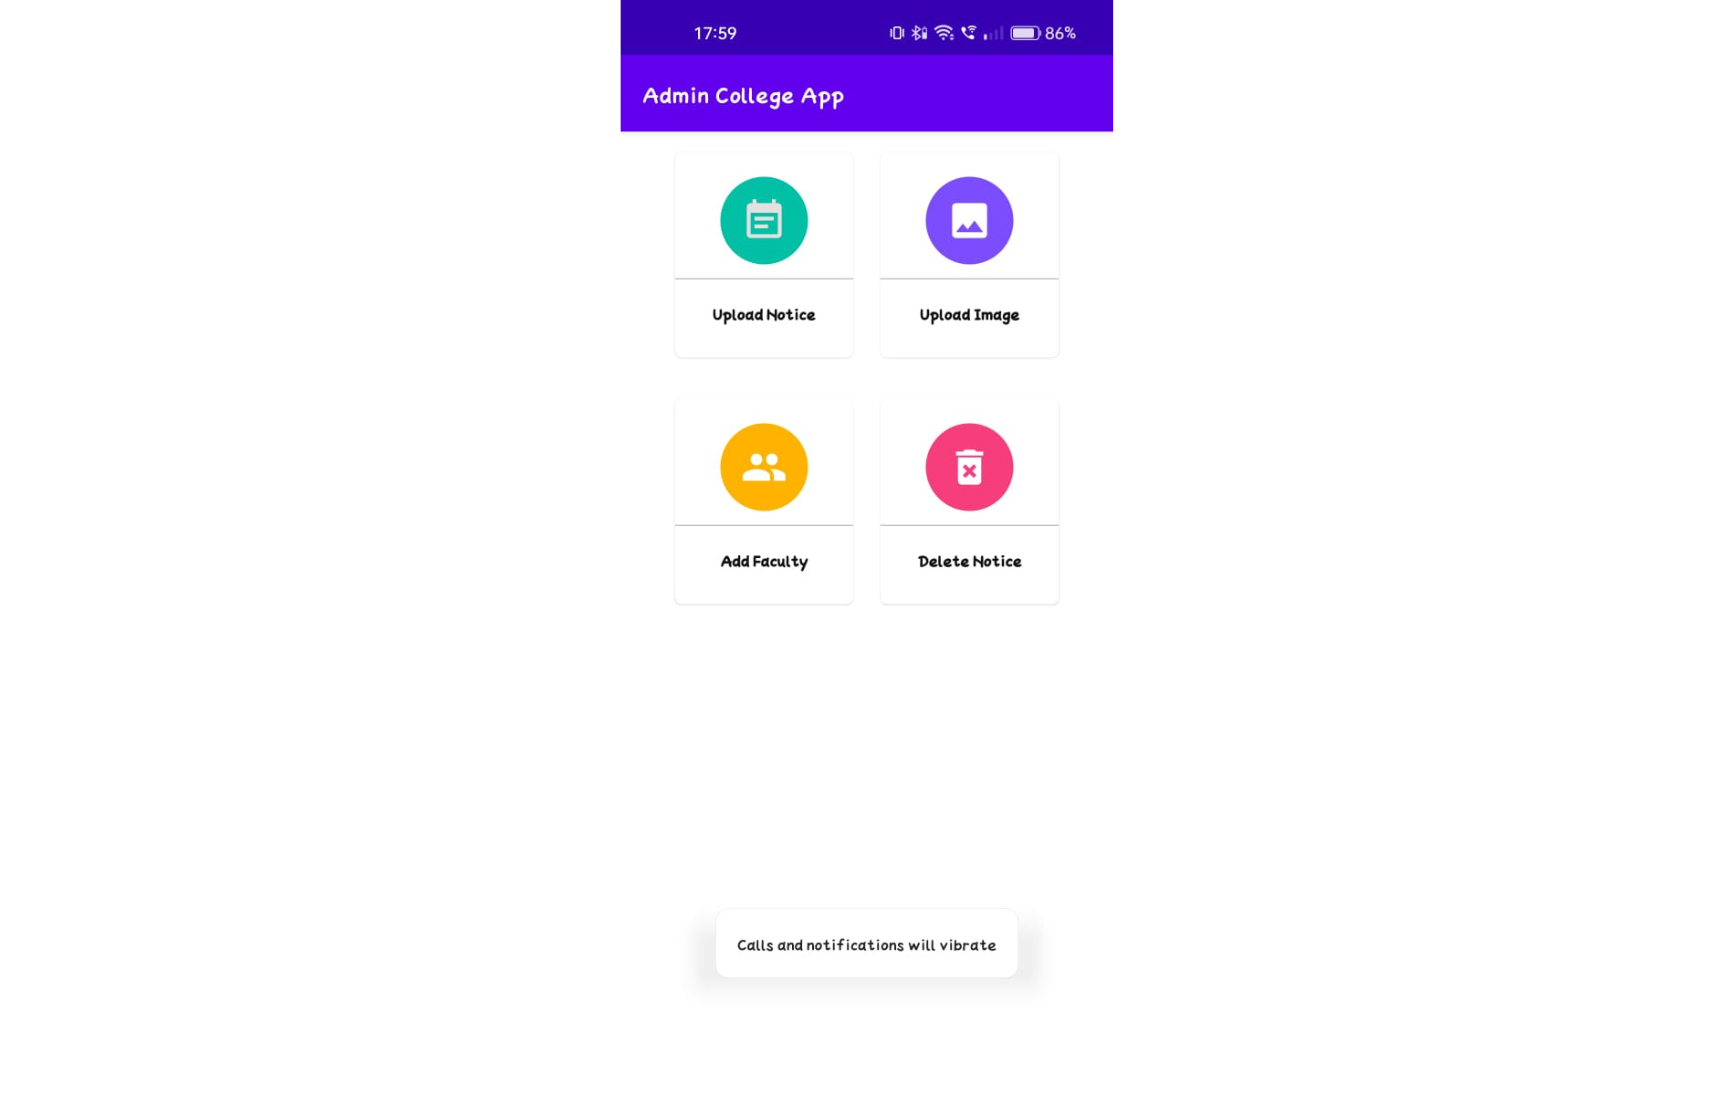 17:59 86%
Admin College App
Upload Notice Upload Image
Add Faculty Delete Notice
Calls and notifications will vibrate